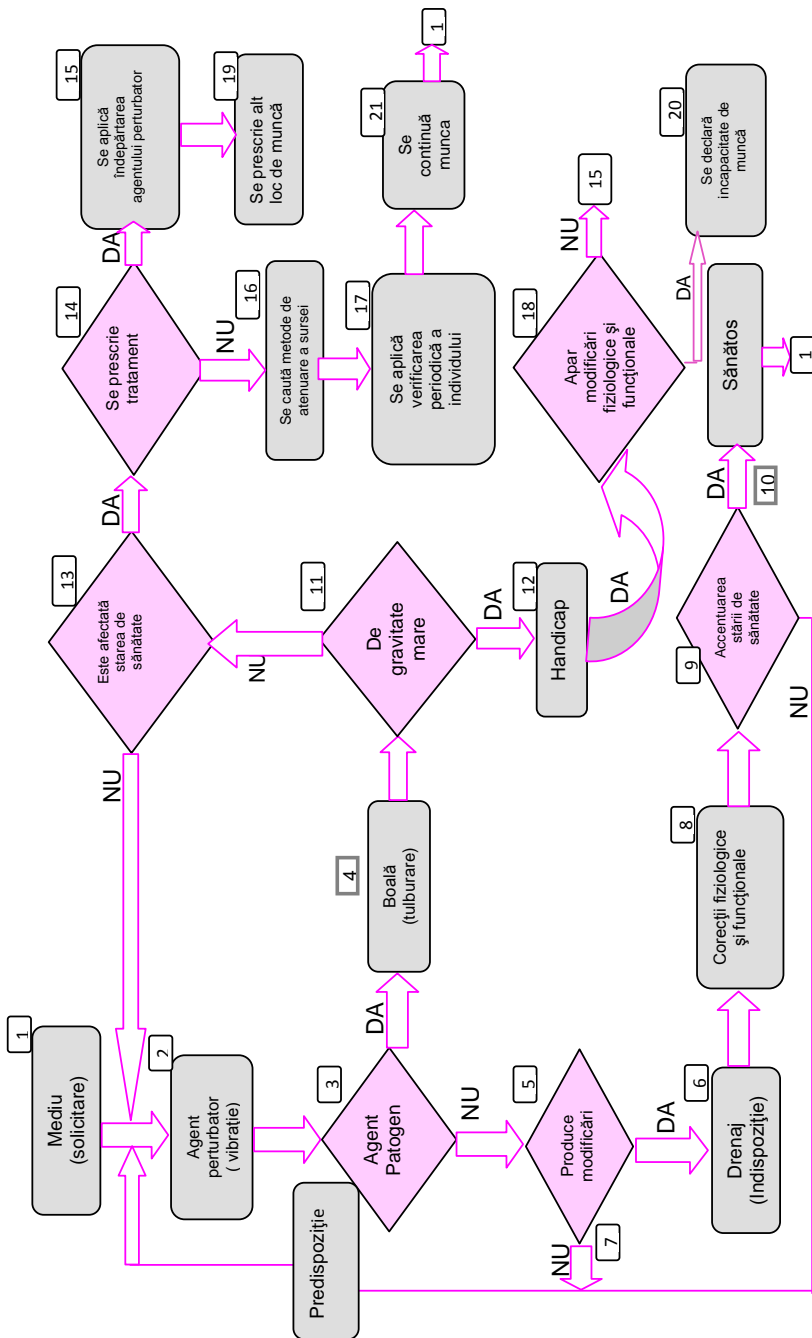 1
Mediu
(solicitare)
2
Agent
perturbator
( vibraţie)
3
Agent
Patogen
DA
4
Boală
(tulburare)
NU
5
Produce
modificări
DA
6
Drenaj
(Indispoziţie)
NU
7
Predispoziţie
8
Corecţii fiziologice
şi funcţionale
9
Accentuarea
stării de
sănătate
NU
DA
10
Sănătos
1
11
De
gravitate
mare
NU
DA
12
Handicap
DA
13
Este afectată
starea de
sănătate
NU
DA
14
Se prescrie
tratament
DA
15
Se aplică
îndepărtarea
agentului perturbator
19
Se prescrie alt
loc de muncă
NU
16
Se caută metode de
atenuare a sursei
17
Se aplică
verificarea
periodică a
individului
21
Se
continuă
munca
1
18
Apar
modificări
fiziologice şi
funcţionale
NU
15
DA
20
Se declară
incapacitate de
muncă